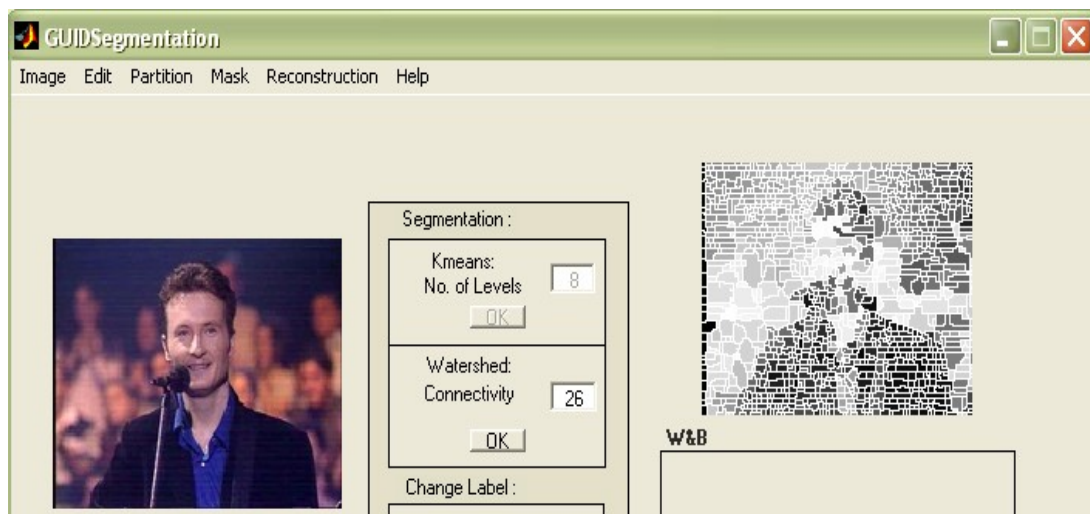 GUIDSegmentation
Image Edit Partition Mask Reconstruction Help
Segmentation :
Kmeans:
No. of Levels 8
OK
Watershed:
Connectivity 26
OK
W&B
Change Label :